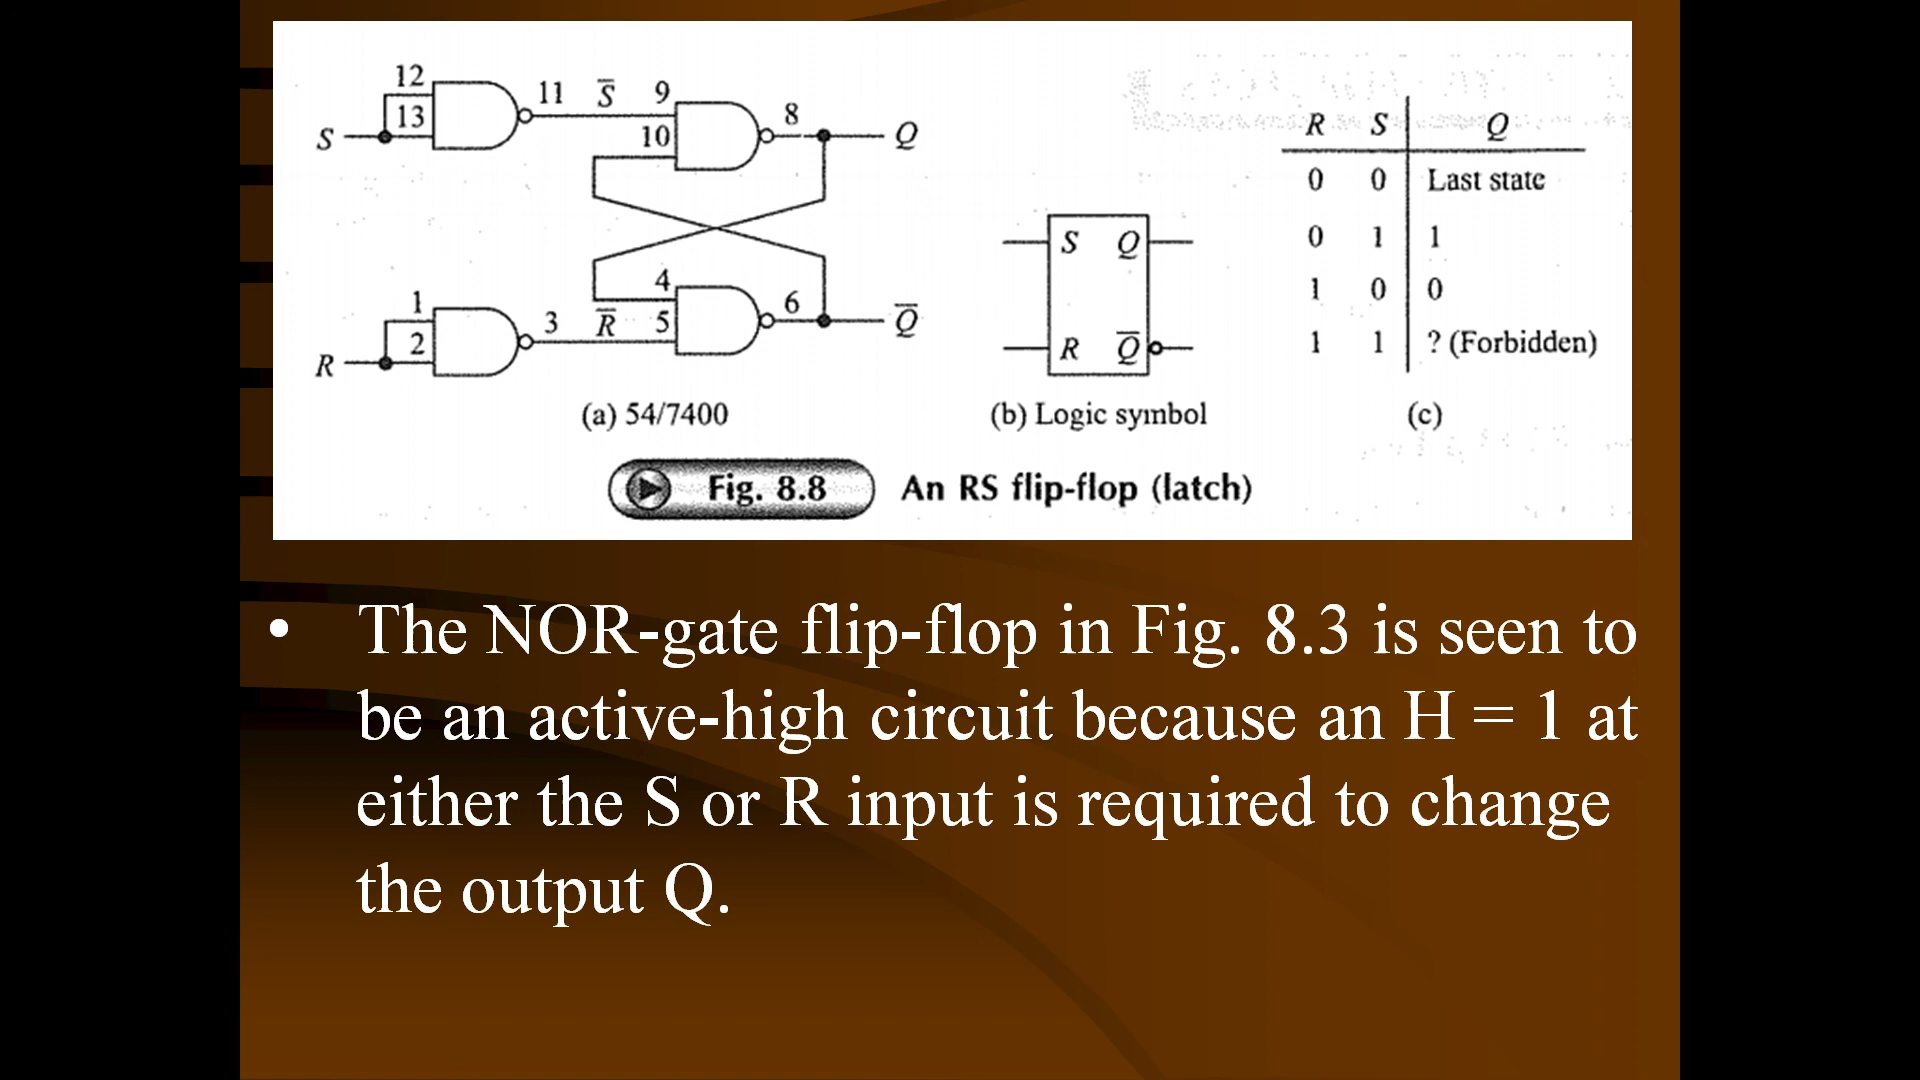 12
13
S
11
S̅
9
10
8
Q
1
2
R
3
R̅
4
5
6
Q̅
(a) 54/7400
S Q
R Q̅
(b) Logic symbol
R S Q
0 0 Last state
0 1 1
1 0 0
1 1 ? (Forbidden)
(c)
Fig. 8.8 An RS flip-flop (latch)
• The NOR-gate flip-flop in Fig. 8.3 is seen to
be an active-high circuit because an H = 1 at
either the S or R input is required to change
the output Q.